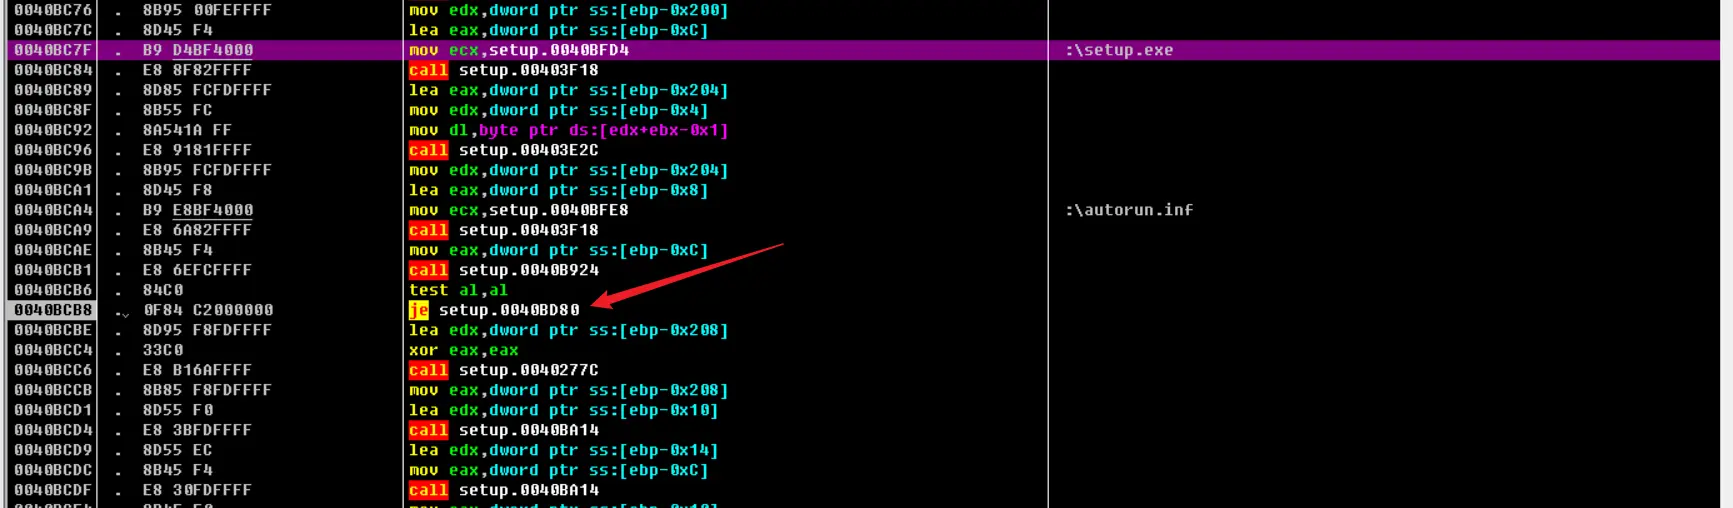 0040BC76 . 8B95 00FEFFFF mov edx,dword ptr ss:[ebp-0x200]
0040BC7C . 8D45 F4 lea eax,dword ptr ss:[ebp-0xC]
0040BC7F . B9 D4BF4000 mov ecx,setup.0040BFD4 :\setup.exe
0040BC84 . E8 8F82FFFF call setup.00403F18
0040BC89 . 8D85 FCFDFFFF lea eax,dword ptr ss:[ebp-0x204]
0040BC8F . 8B55 FC mov edx,dword ptr ss:[ebp-0x4]
0040BC92 . 8A541A FF mov dl,byte ptr ds:[edx+ebx-0x1]
0040BC96 . E8 9181FFFF call setup.00403E2C
0040BC9B . 8B95 FCFDFFFF mov edx,dword ptr ss:[ebp-0x204]
0040BCA1 . 8D45 F8 lea eax,dword ptr ss:[ebp-0x8]
0040BCA4 . B9 E8BF4000 mov ecx,setup.0040BFE8 :\autorun.inf
0040BCA9 . E8 6A82FFFF call setup.00403F18
0040BCAE . 8B45 F4 mov eax,dword ptr ss:[ebp-0xC]
0040BCB1 . E8 6EFCFFFF call setup.0040B924
0040BCB6 . 84C0 test al,al
0040BCB8 . 0F84 C2000000 je setup.0040BD80
0040BCBE . 8D95 F8FDFFFF lea edx,dword ptr ss:[ebp-0x208]
0040BCC4 . 33C0 xor eax,eax
0040BCC6 . E8 B16AFFFF call setup.0040277C
0040BCCB . 8B85 F8FDFFFF mov eax,dword ptr ss:[ebp-0x208]
0040BCD1 . 8D55 F0 lea edx,dword ptr ss:[ebp-0x10]
0040BCD4 . E8 3BFDFFFF call setup.0040BA14
0040BCD9 . 8D55 EC lea edx,dword ptr ss:[ebp-0x14]
0040BCDC . 8B45 F4 mov eax,dword ptr ss:[ebp-0xC]
0040BCDF . E8 30FDFFFF call setup.0040BA14